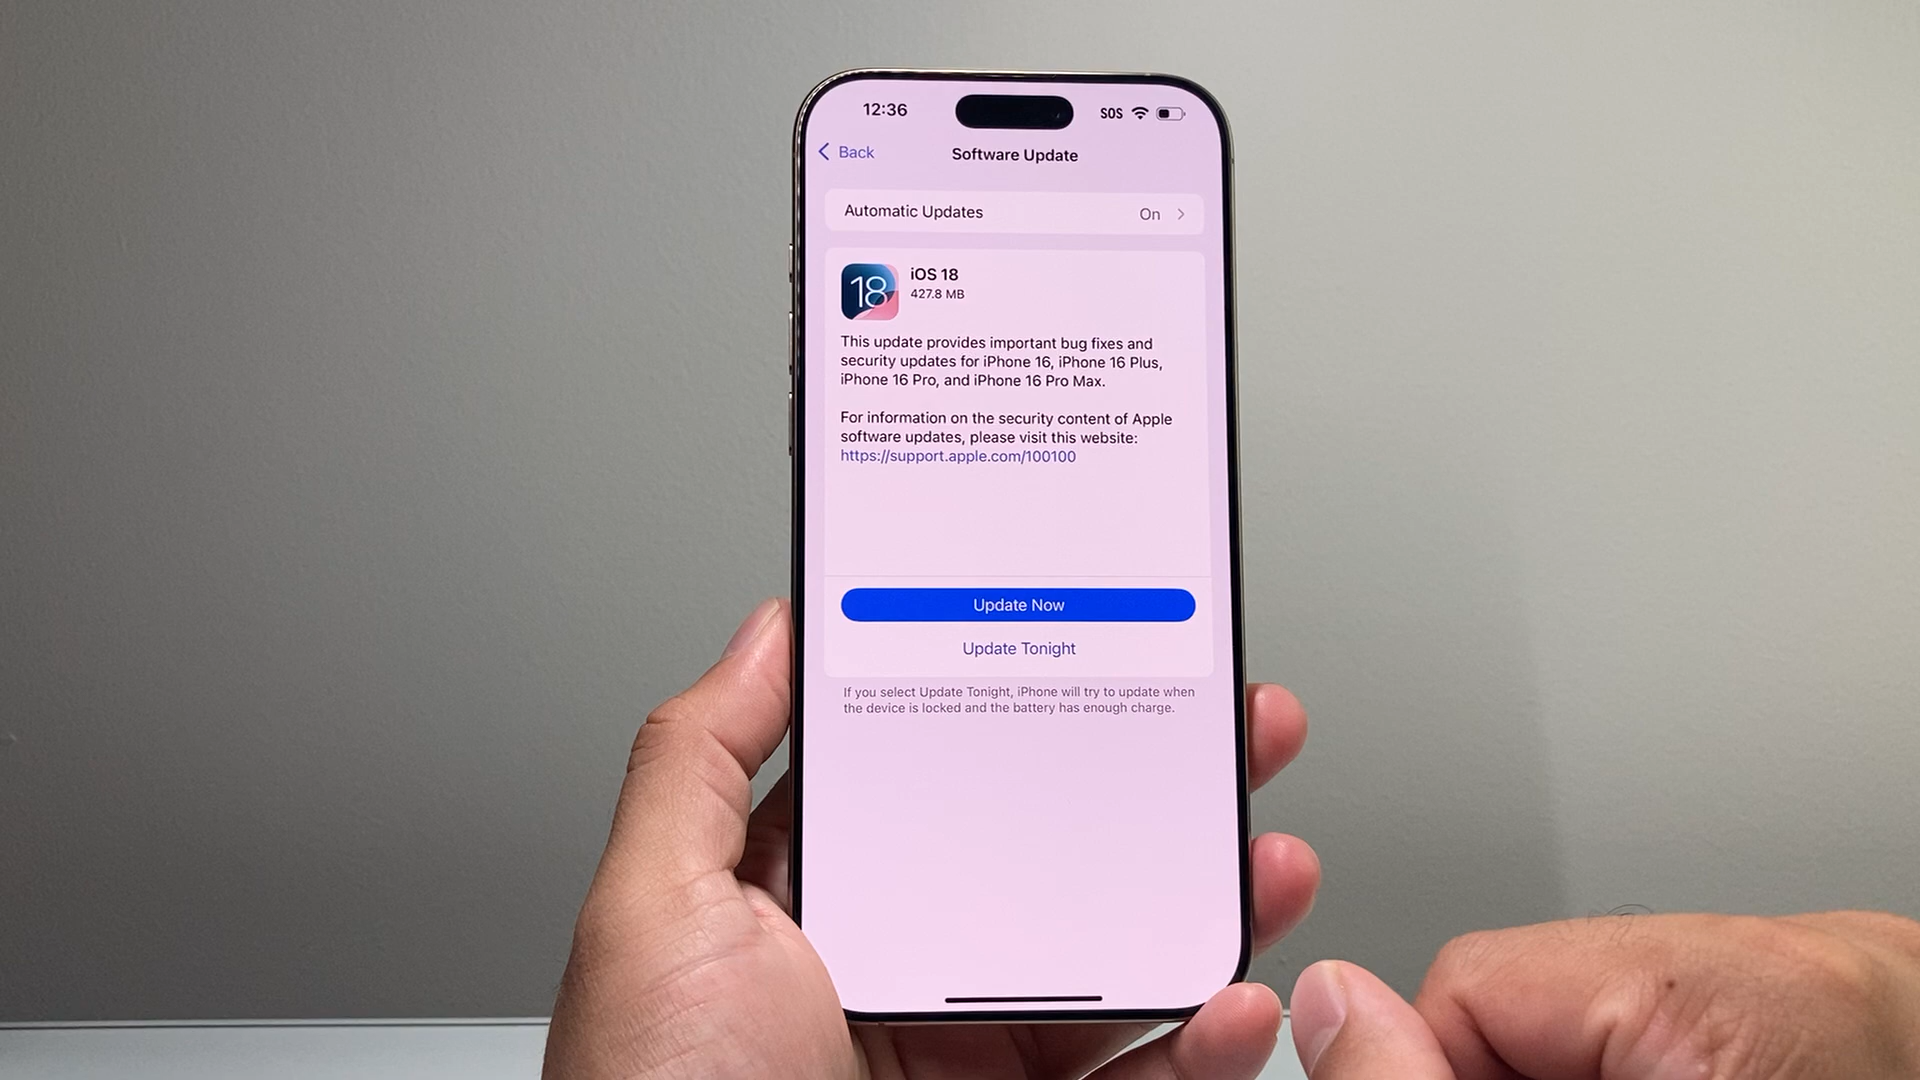 12:36 SOS
Back Software Update
Automatic Updates On
18
iOS 18
427.8 MB
This update provides important bug fixes and
security updates for iPhone 16, iPhone 16 Plus,
iPhone 16 Pro, and iPhone 16 Pro Max.
For information on the security content of Apple
software updates, please visit this website:
https://support.apple.com/100100
Update Now
Update Tonight
If you select Update Tonight, iPhone will try to update when
the device is locked and the battery has enough charge.